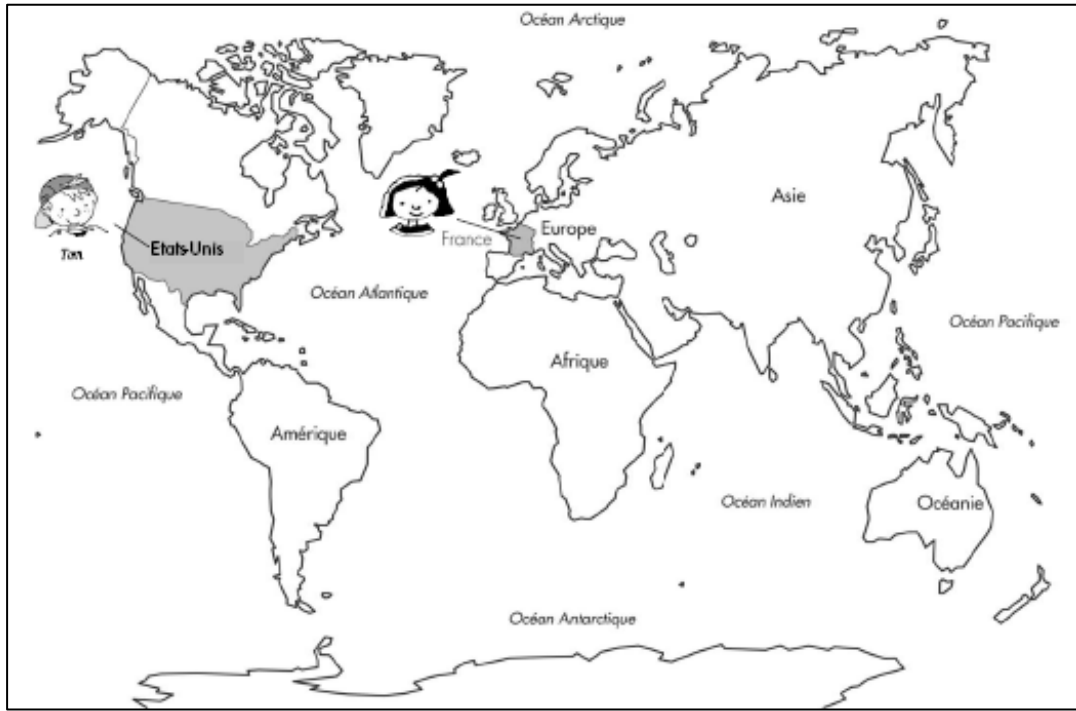 Océan Arctique
Asie
Tom
Etats-Unis
France
Europe
Océan Atlantique
Océan Pacifique
Afrique
Océan Pacifique
Amérique
Océan Indien
Océanie
Océan Antarctique